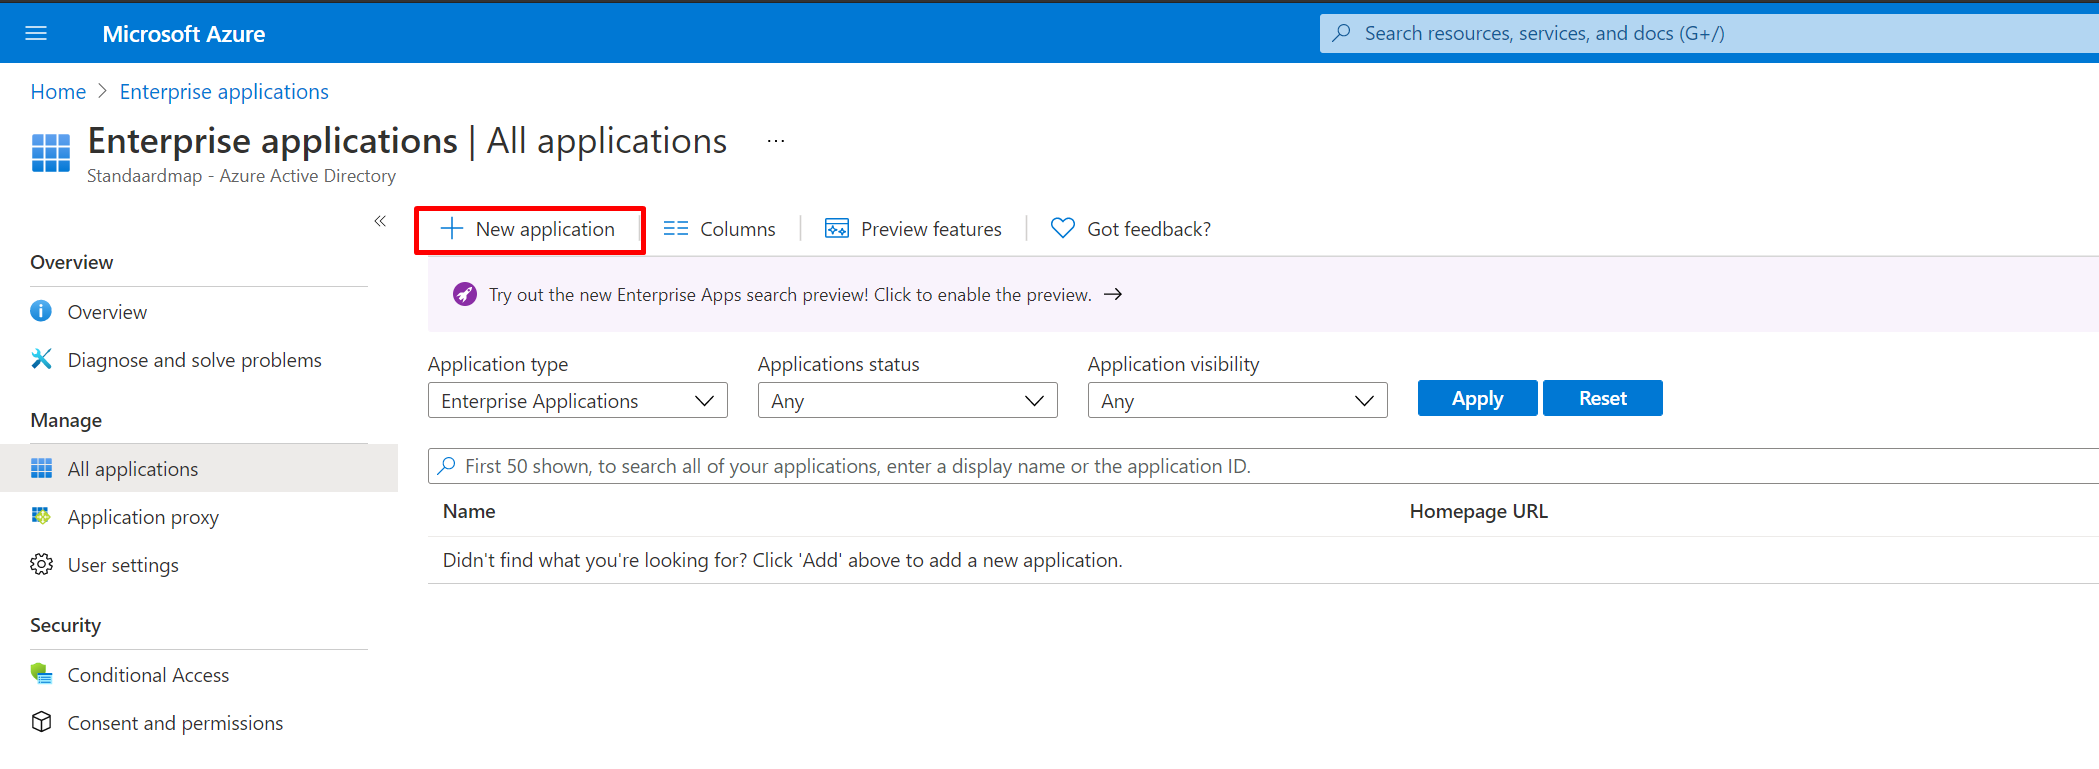 Microsoft Azure
Search resources, services, and docs (G+/)
Home > Enterprise applications
Enterprise applications | All applications ...
Standaardmap - Azure Active Directory
«
Overview
Overview
Diagnose and solve problems
Manage
All applications
Application proxy
User settings
Security
Conditional Access
Consent and permissions
+ New application
Columns
Preview features
Got feedback?
Try out the new Enterprise Apps search preview! Click to enable the preview. →
Application type
Enterprise Applications
Applications status
Any
Application visibility
Any
Apply
Reset
First 50 shown, to search all of your applications, enter a display name or the application ID.
Name
Homepage URL
Didn't find what you're looking for? Click 'Add' above to add a new application.